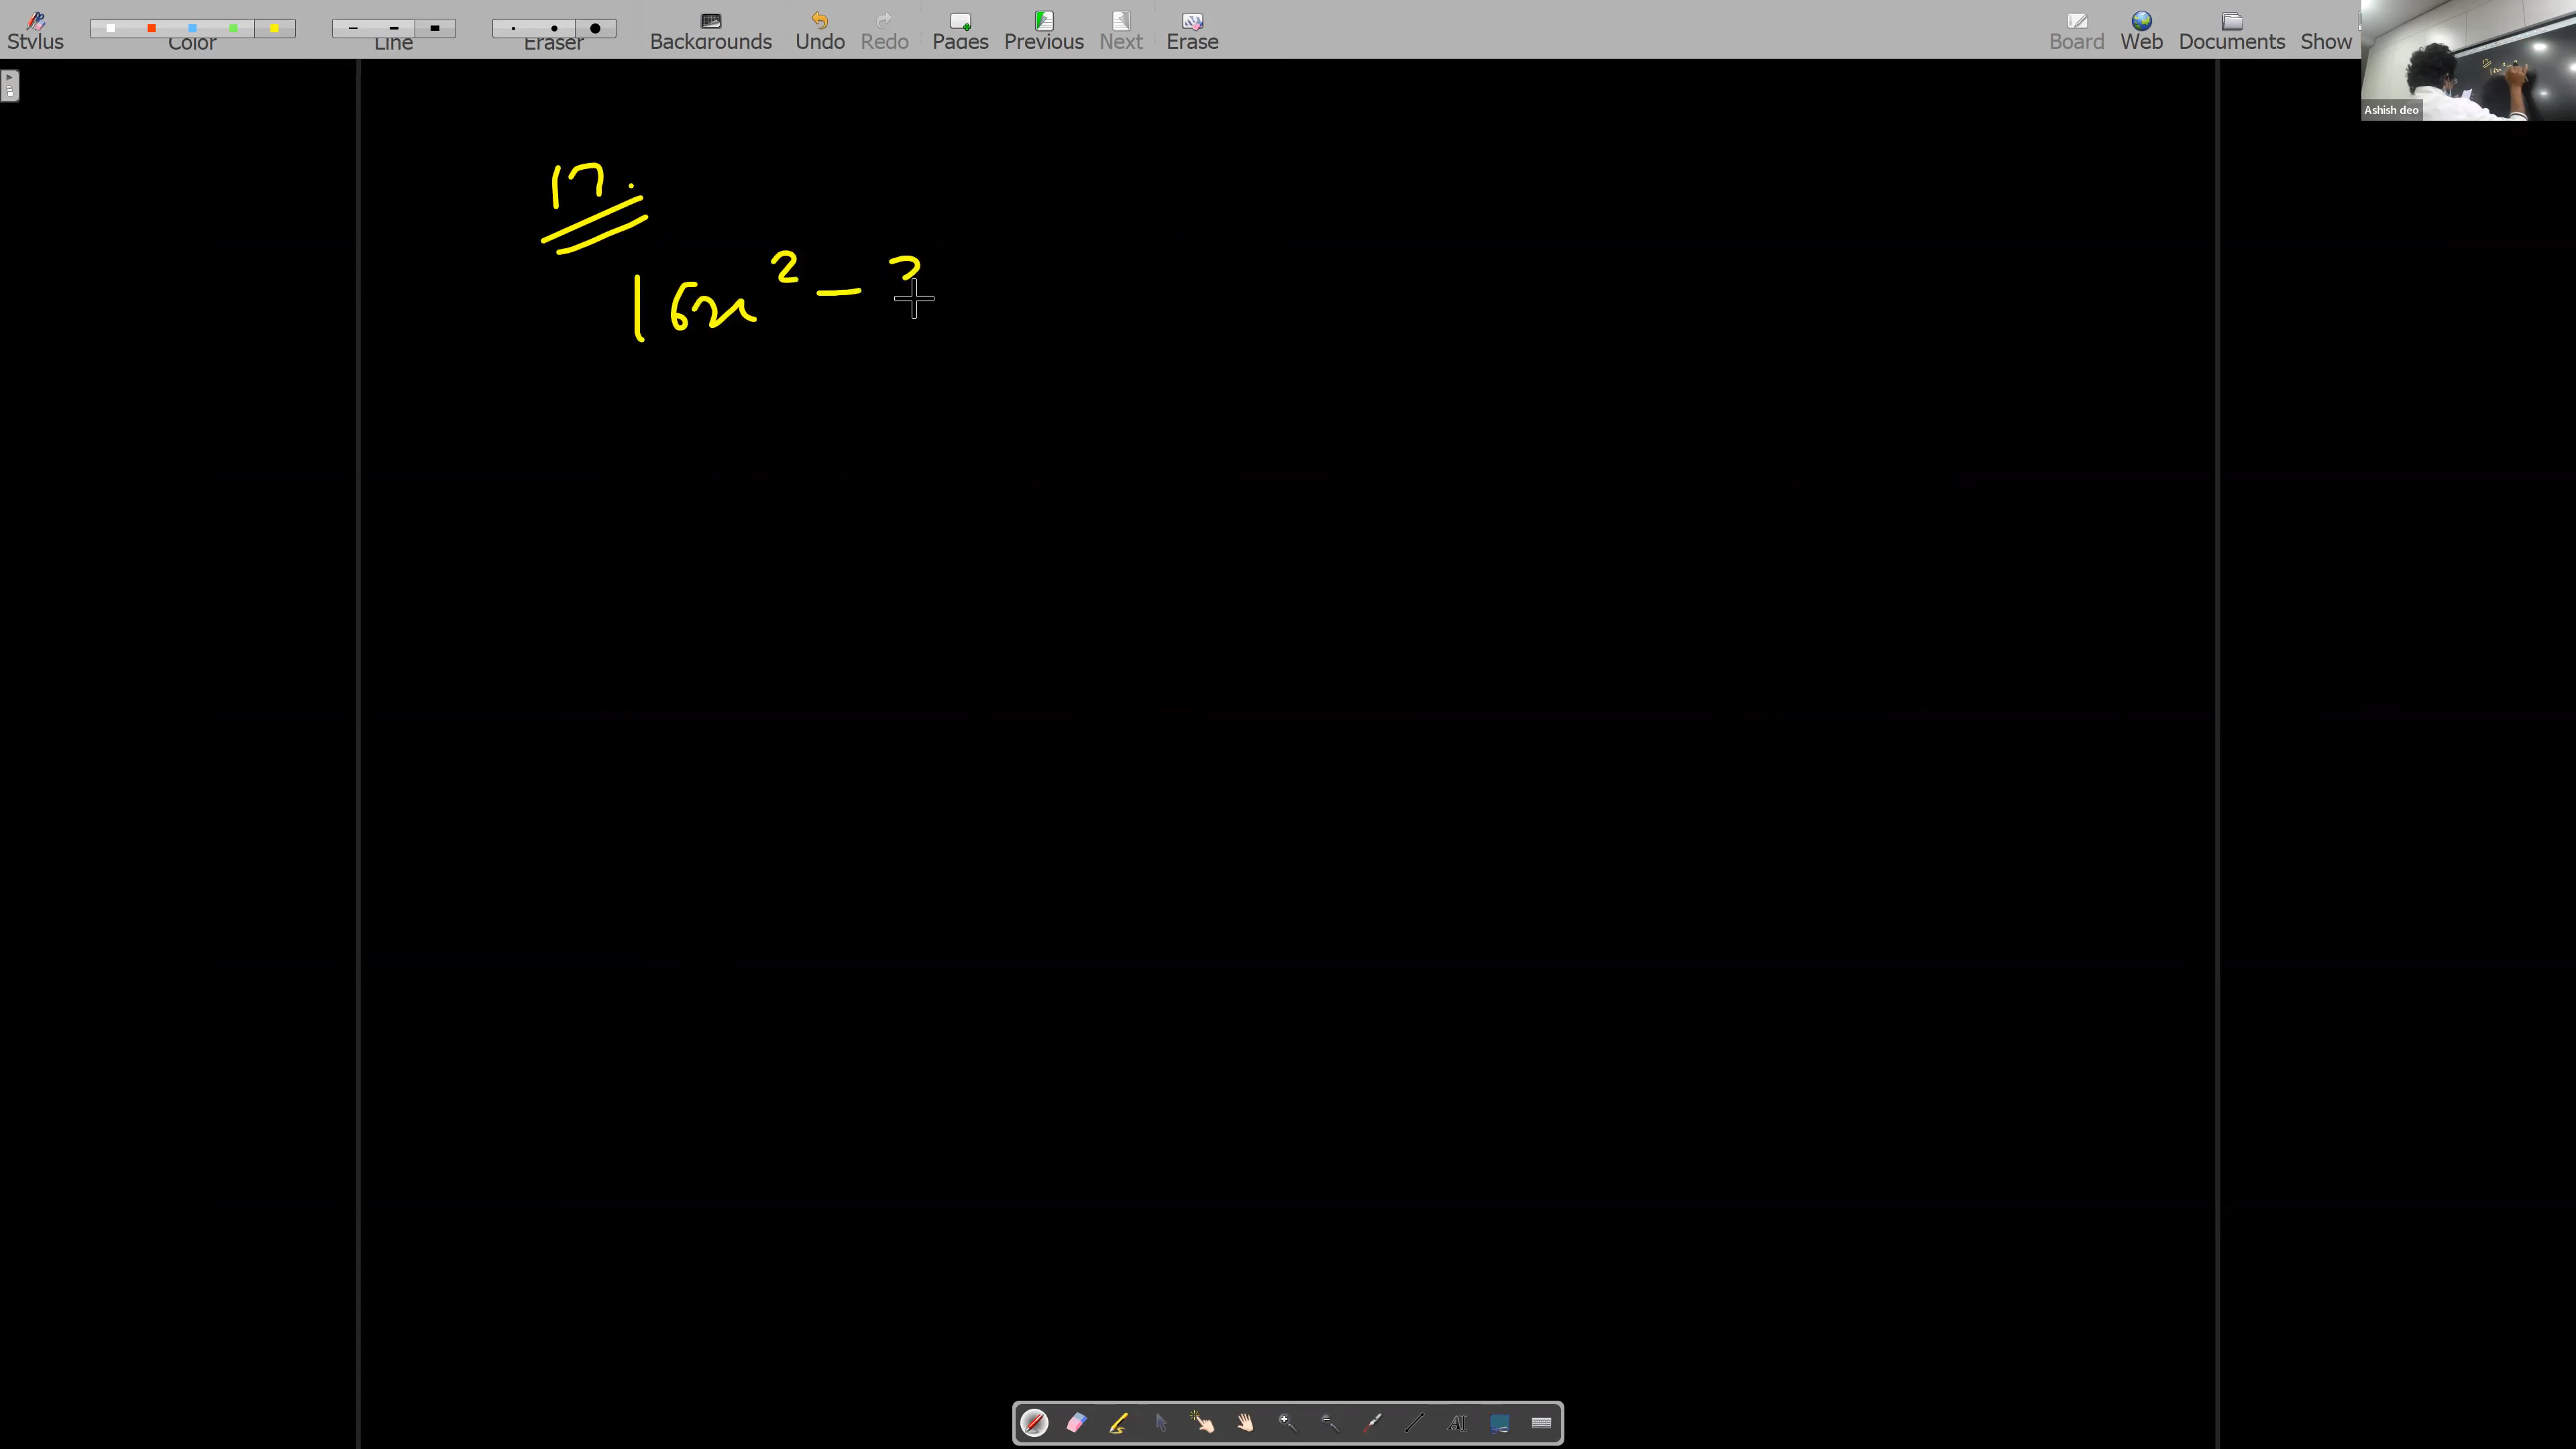 Stylus Color Line Eraser Backgrounds Undo Redo Pages Previous Next Erase Board Web Documents Show
Ashish deo
17.
16x² -
AI